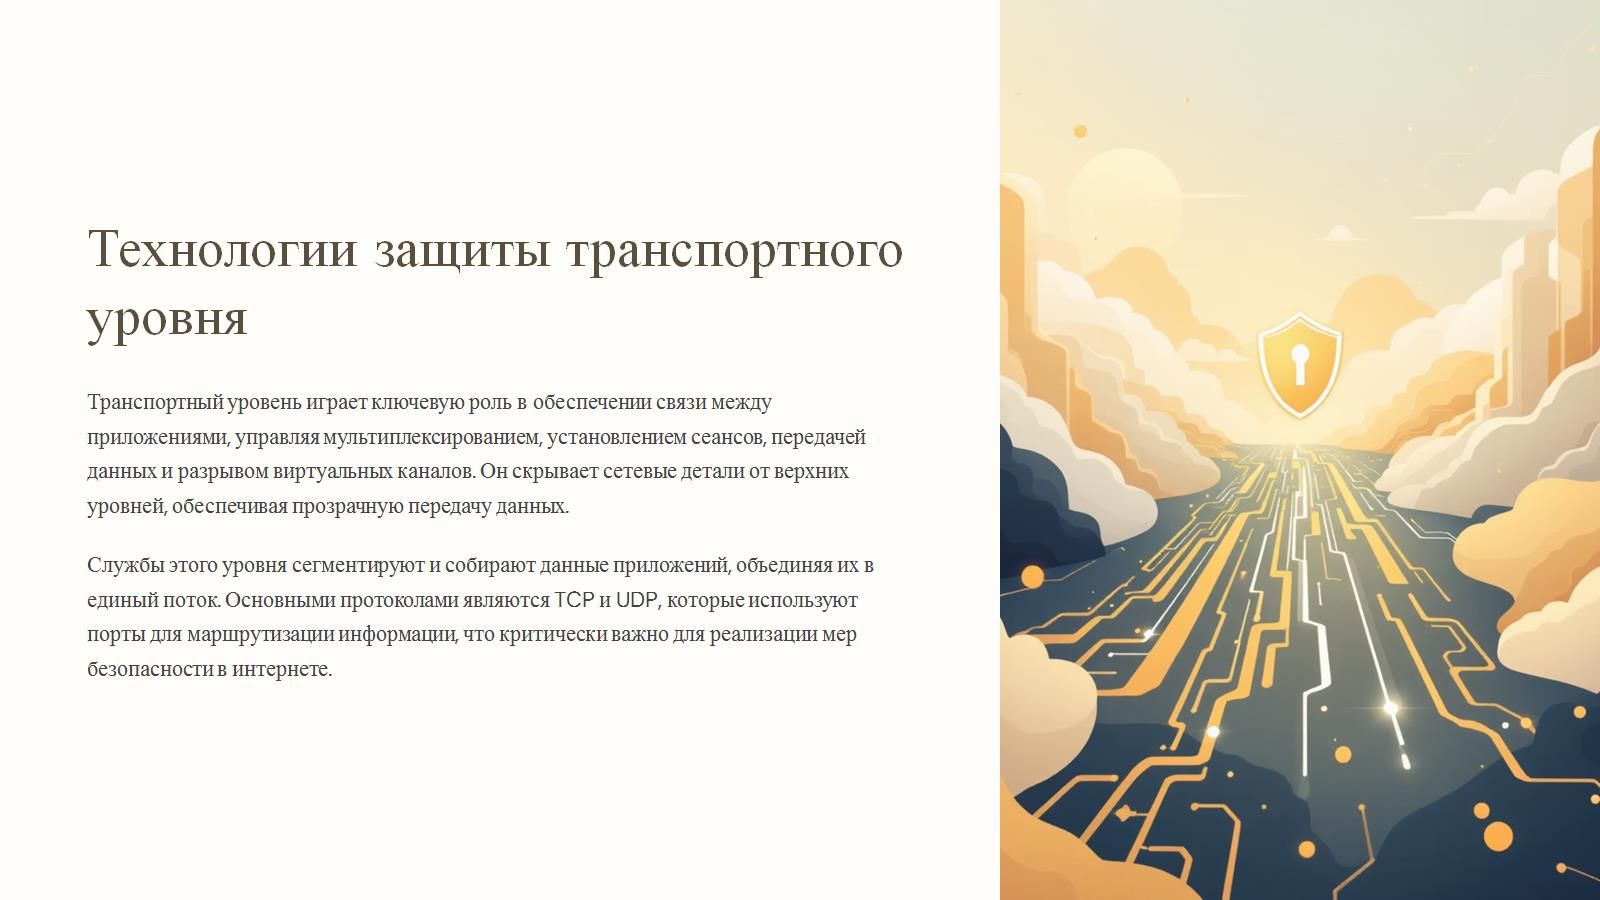 Технологии защиты транспортного
уровня
Транспортный уровень играет ключевую роль в обеспечении связи между
приложениями, управляя мультиплексированием, установлением сеансов, передачей
данных и разрывом виртуальных каналов. Он скрывает сетевые детали от верхних
уровней, обеспечивая прозрачную передачу данных.
Службы этого уровня сегментируют и собирают данные приложений, объединяя их в
единый поток. Основными протоколами являются TCP и UDP, которые используют
порты для маршрутизации информации, что критически важно для реализации мер
безопасности в интернете.